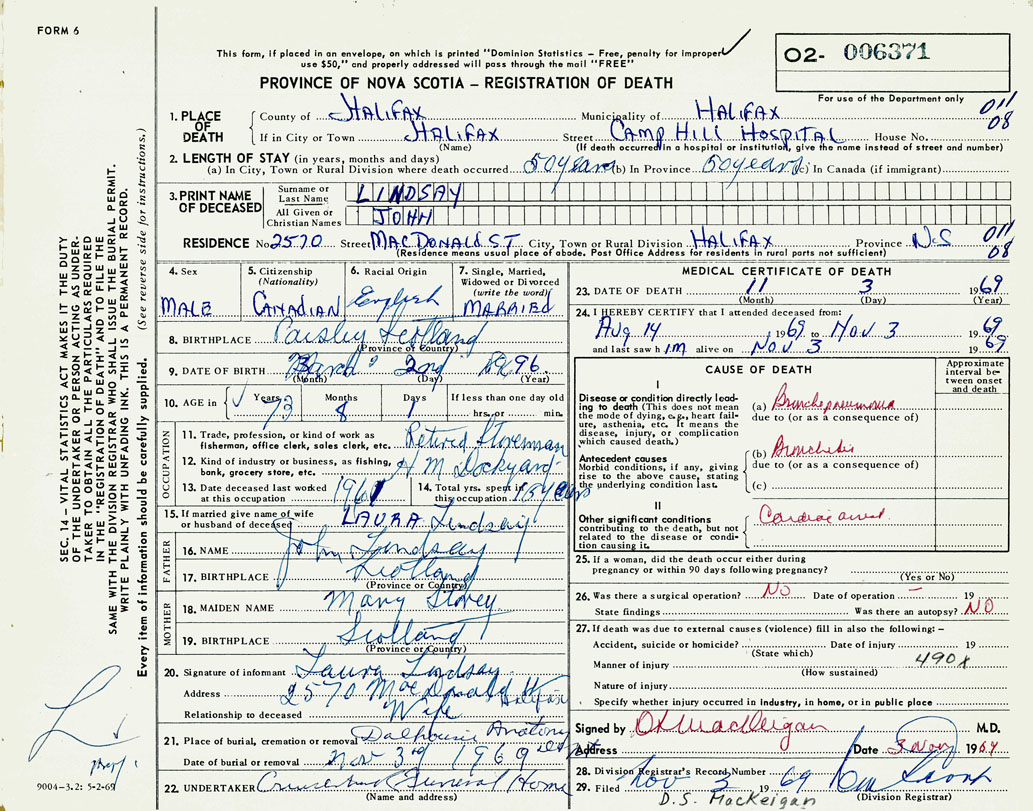 FORM 6
This form, if placed in an envelope, on which is printed "Dominion Statistics – Free, penalty for improper
use $50," and properly addressed will pass through the mail "FREE"
O2- 006371
PROVINCE OF NOVA SCOTIA – REGISTRATION OF DEATH
For use of the Department only
1. PLACE OF DEATH
County of Halifax Municipality of Halifax 011
If in City or Town Halifax Street Camp Hill Hospital House No. 08
(Name) (If death occurred in a hospital or institution, give the name instead of street and number)
2. LENGTH OF STAY (in years, months and days)
(a) In City, Town or Rural Division where death occurred 50 years (b) In Province 50 years (c) In Canada (if immigrant)
3. PRINT NAME OF DECEASED
Surname or Last Name LINDSAY
All Given or Christian Names JOHN
RESIDENCE No. 2570 Street MacDonald ST City, Town or Rural Division Halifax Province N.S 011
(Residence means usual place of abode. Post Office Address for residents in rural parts not sufficient) 08
4. Sex
MALE
5. Citizenship
(Nationality)
Canadian
6. Racial Origin
English
7. Single, Married,
Widowed or Divorced
(write the word)
Married
8. BIRTHPLACE Paisley Scotland
(Province or Country)
9. DATE OF BIRTH March 2nd 1896
(Month) (Day) (Year)
10. AGE in Years Months Days If less than one day old
73 8 1 hrs. or min.
OCCUPATION
11. Trade, profession, or kind of work as
fisherman, office clerk, sales clerk, etc. Retired Storeman
12. Kind of industry or business, as fishing,
bank, grocery store, etc. H M Dockyard
13. Date deceased last worked
at this occupation 1961
14. Total yrs. spent in
this occupation years
15. If married give name of wife
or husband of deceased LAURA Lindsay
FATHER
16. NAME John Lindsay
17. BIRTHPLACE Scotland
(Province or Country)
MOTHER
18. MAIDEN NAME Mary Storey
19. BIRTHPLACE Scotland
(Province or Country)
20. Signature of informant Laura Lindsay
Address 2570 MacDonald St Halifax
Relationship to deceased Wife
21. Place of burial, cremation or removal Dalhousie Anatomy
Date of burial or removal Nov 3rd 1969
22. UNDERTAKER Funeral Home
(Name and address)
MEDICAL CERTIFICATE OF DEATH
23. DATE OF DEATH 11 3 1969
(Month) (Day) (Year)
24. I HEREBY CERTIFY that I attended deceased from:
Aug 14 1969 to Nov 3 1969
and last saw h im alive on Nov 3 1969
CAUSE OF DEATH
Approximate interval between onset and death
I
Disease or condition directly leading to death (This does not
mean the mode of dying, e.g., heart failure, asthenia, etc. It means the
disease, injury, or complication
which caused death.)
(a) Bronchopneumonia
due to (or as a consequence of)
Antecedent causes
Morbid conditions, if any, giving
rise to the above cause, stating
the underlying condition last.
(b) Bronchitis
due to (or as a consequence of)
(c)
II
Other significant conditions
contributing to the death, but not
related to the disease or condition causing it.
Cardiac arrest
25. If a woman, did the death occur either during
pregnancy or within 90 days following pregnancy?
(Yes or No)
26. Was there a surgical operation? No Date of operation – 19
State findings Was there an autopsy? NO
27. If death was due to external causes (violence) fill in also the following: –
Accident, suicide or homicide? Date of injury 19
(State which)
Manner of injury 490X
(How sustained)
Nature of injury
Specify whether injury occurred in Industry, in home, or in public place
Signed by MacKeigan M.D.
Address Date 3 Nov 1969
28. Division Registrar's Record Number
29. Filed Nov 3 1969
(Division Registrar)
D.S. MacKeigan
SEC. 14 – VITAL STATISTICS ACT MAKES IT THE DUTY
OF THE UNDERTAKER OR PERSON ACTING AS UNDER-
TAKER TO OBTAIN ALL THE PARTICULARS REQUIRED
IN THE "REGISTRATION OF DEATH" AND TO FILE THE
SAME WITH THE DIVISION REGISTRAR WHO SHALL ISSUE THE BURIAL PERMIT.
WRITE PLAINLY WITH UNFADING INK. THIS IS A PERMANENT RECORD.
Every item of information should be carefully supplied. (See reverse side for instructions.)
9004–3.2: 5-2-69